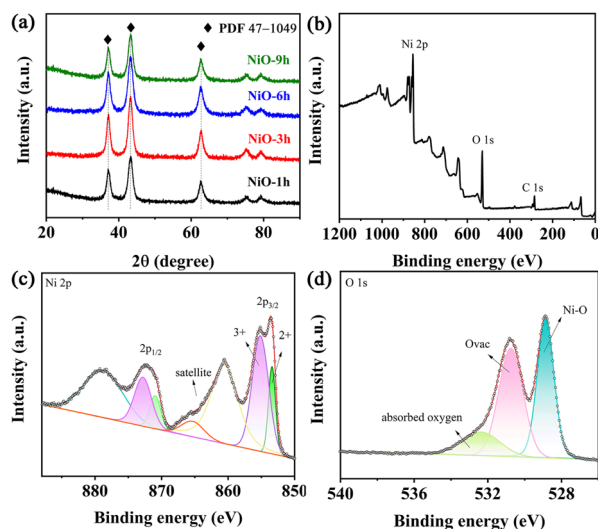 (a)
◆ PDF 47–1049
NiO-9h
NiO-6h
NiO-3h
NiO-1h
Intensity (a.u.)
20 40 60 80
2θ (degree)
(b)
Ni 2p
O 1s
C 1s
Intensity (a.u.)
1200 1000 800 600 400 200 0
Binding energy (eV)
(c)
Ni 2p
2p3/2
3+
2+
2p1/2
satellite
Intensity (a.u.)
880 870 860 850
Binding energy (eV)
(d)
O 1s
Ni-O
Ovac
absorbed oxygen
Intensity (a.u.)
540 536 532 528
Binding energy (eV)